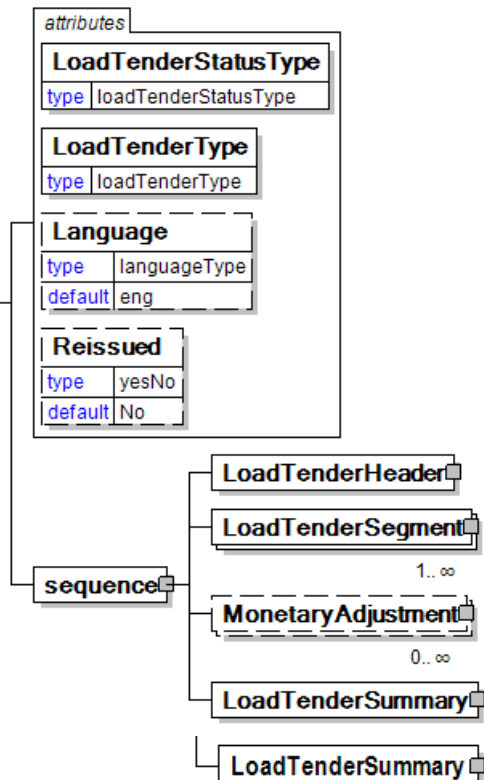 attributes
LoadTenderStatusType
type loadTenderStatusType
LoadTenderType
type loadTenderType
Language
type languageType
default eng
Reissued
type yesNo
default No
LoadTenderHeader
LoadTenderSegment
1.. ∞
sequence
MonetaryAdjustment
0.. ∞
LoadTenderSummary
LoadTenderSummary